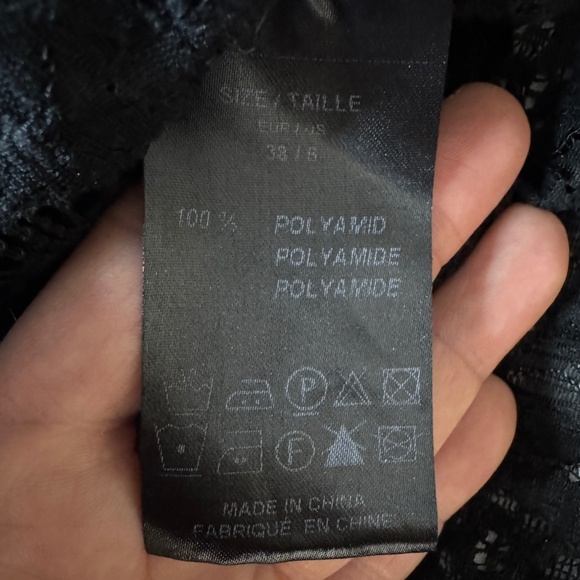 SIZE / TAILLE
EUR / US
38 / 8
100 % POLYAMID
POLYAMIDE
POLYAMIDE
P
F
MADE IN CHINA
FABRIQUÉ EN CHINE